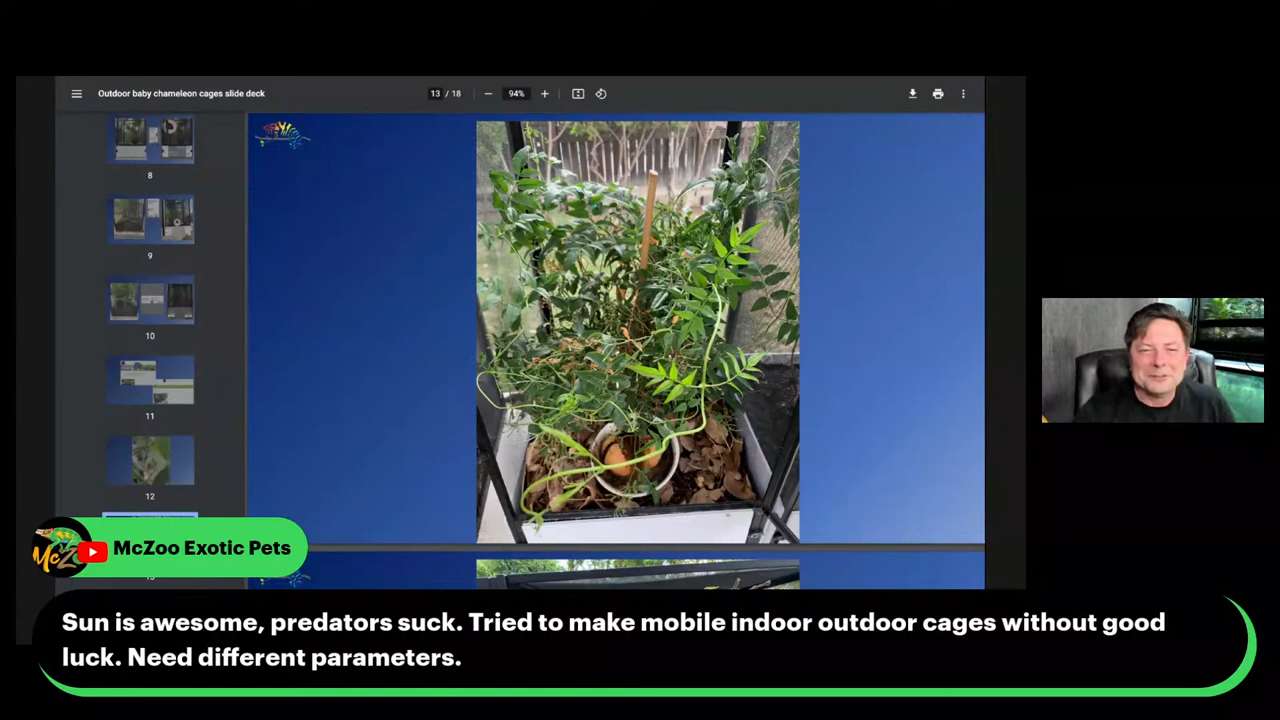 Outdoor baby chameleon cages slide deck
13 / 18
94%
8
9
10
11
12
McZoo Exotic Pets
Sun is awesome, predators suck. Tried to make mobile indoor outdoor cages without good
luck. Need different parameters.